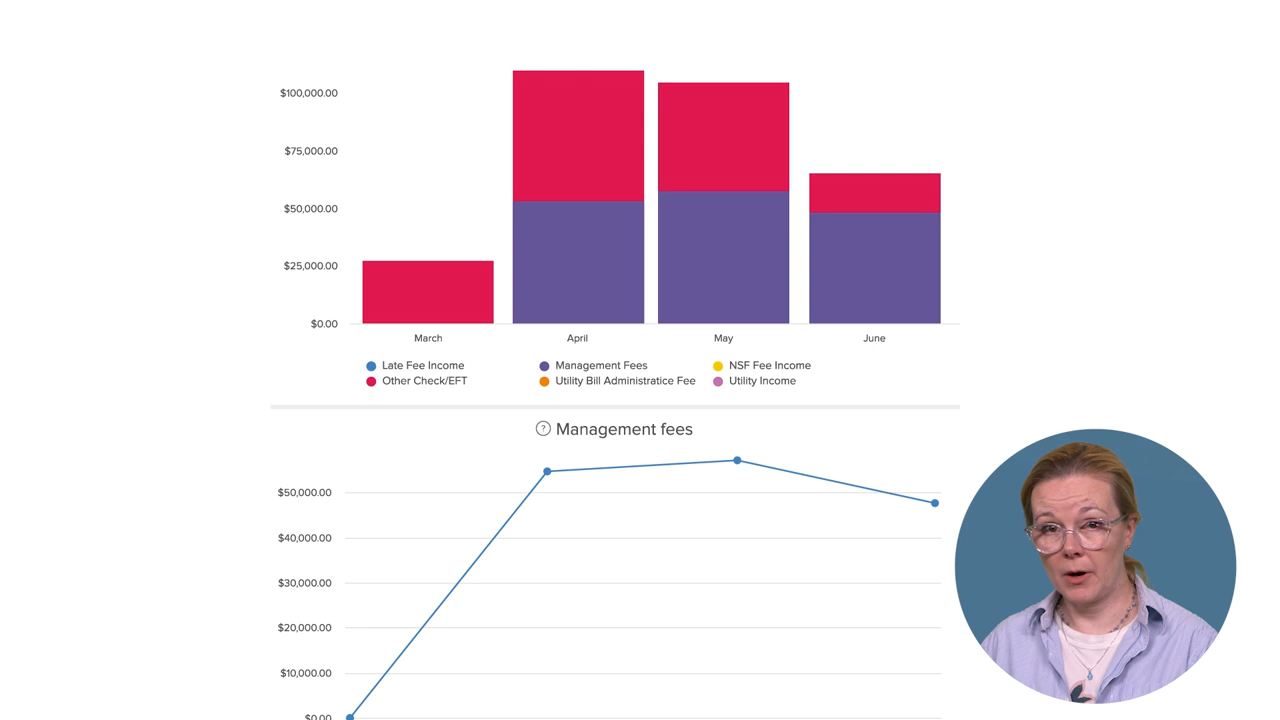 $100,000.00
$75,000.00
$50,000.00
$25,000.00
$0.00
March April May June
Late Fee Income Management Fees NSF Fee Income
Other Check/EFT Utility Bill Administratice Fee Utility Income
? Management fees
$50,000.00
$40,000.00
$30,000.00
$20,000.00
$10,000.00
$0.00